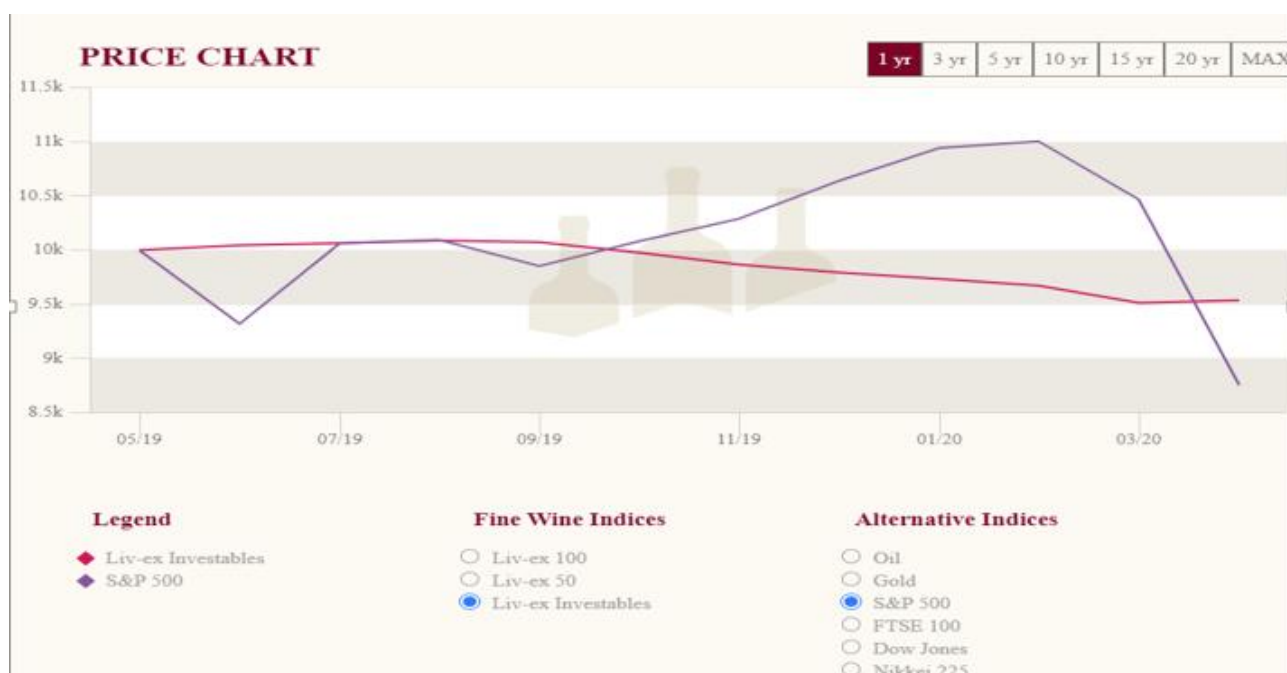 PRICE CHART
1 yr 3 yr 5 yr 10 yr 15 yr 20 yr MAX
11.5k
11k
10.5k
10k
9.5k
9k
8.5k
05/19 07/19 09/19 11/19 01/20 03/20
Legend
Liv-ex Investables
S&P 500
Fine Wine Indices
Liv-ex 100
Liv-ex 50
Liv-ex Investables
Alternative Indices
Oil
Gold
S&P 500
FTSE 100
Dow Jones
Nikkei 225